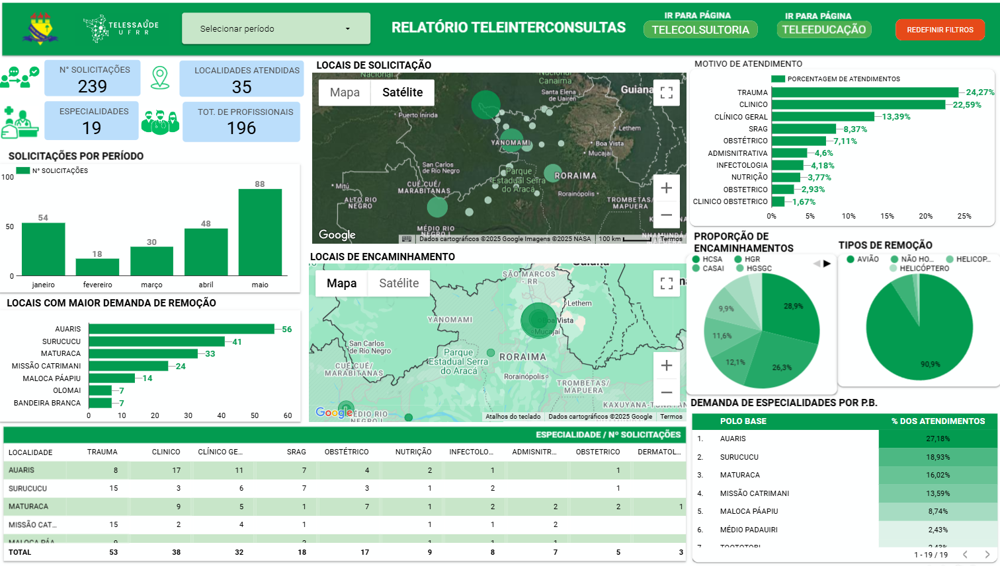 TELESSAÚDE
UFRR
Selecionar período
RELATÓRIO TELEINTERCONSULTAS
IR PARA PÁGINA
TELECOLSULTORIA
IR PARA PÁGINA
TELEEDUCAÇÃO
REDEFINIR FILTROS
N° SOLICITAÇÕES
239
LOCALIDADES ATENDIDAS
35
ESPECIALIDADES
19
TOT. DE PROFISSIONAIS
196
SOLICITAÇÕES POR PERÍODO
N° SOLICITAÇÕES
100
50
0
54
18
30
48
88
janeiro
fevereiro
março
abril
maio
LOCAIS COM MAIOR DEMANDA DE REMOÇÃO
AUARIS 56
SURUCUCU 41
MATURACA 33
MISSÃO CATRIMANI 24
MALOCA PÁAPIU 14
OLOMAI 7
BANDEIRA BRANCA 7
0 10 20 30 40 50 60
LOCAIS DE SOLICITAÇÃO
Mapa
Satélite
Nacional
Canaima
Santa Elena
de Uairén
Guiana
Puerto Inírida
Lethem
YANOMAMI
Boa Vista
Mucajaí
San Carlos
de Río Negro
Parque
Estadual Serra
do Aracá
RORAIMA
Mitú
CUÉ-CUÉ/
MARABITANAS
Rorainópolis
ALTO RIO
NEGRO
TROMBETAS/
MAPUERA
MÉDIO RIO
NEGRO I
NHAMUNDÁ
Google
Dados cartográficos ©2025 Google Imagens ©2025 NASA
100 km
Termos
LOCAIS DE ENCAMINHAMENTO
Mapa
Satélite
Guiana
SÃO MARCOS
- RR
Lethem
YANOMAMI
Boa Vista
Mucajaí
San Carlos
de Río Negro
Parque
Estadual Serra
do Aracá
RORAIMA
CUÉ-CUÉ/
MARABITANAS
Rorainópolis
TROMBETAS/
MAPUERA
KAXUYANA-TUNAYANA
MÉDIO RIO
NEGRO I
Google
Atalhos do teclado
Dados cartográficos ©2025 Google
Termos
MOTIVO DE ATENDIMENTO
PORCENTAGEM DE ATENDIMENTOS
TRAUMA 24,27%
CLINICO 22,59%
CLÍNICO GERAL 13,39%
SRAG 8,37%
OBSTÉTRICO 7,11%
ADMISNITRATIVA 4,6%
INFECTOLOGIA 4,18%
NUTRIÇÃO 3,77%
OBSTETRICO 2,93%
CLINICO OBSTETRICO 1,67%
0% 5% 10% 15% 20% 25%
PROPORÇÃO DE
ENCAMINHAMENTOS
HCSA HGR
CASAI HGSGC
28,9%
26,3%
12,1%
11,6%
9,9%
TIPOS DE REMOÇÃO
AVIÃO NÃO HO... HELICOP...
HELICÓPTERO
90,9%
ESPECIALIDADE / Nº SOLICITAÇÕES
LOCALIDADE TRAUMA CLINICO CLÍNICO GE... SRAG OBSTÉTRICO NUTRIÇÃO INFECTOLO... ADMISNITR... OBSTETRICO DERMATOL...
AUARIS 8 17 11 7 4 2 1 1
SURUCUCU 15 3 6 7 3 1 2 1
MATURACA 9 5 1 7 1 2 2 2 1
MISSÃO CAT... 15 2 4 1 1 1 2
MALOCA PÁA
TOTAL 53 38 32 18 17 9 8 7 5 3
DEMANDA DE ESPECIALIDADES POR P.B.
POLO BASE % DOS ATENDIMENTOS
1. AUARIS 27,18%
2. SURUCUCU 18,93%
3. MATURACA 16,02%
4. MISSÃO CATRIMANI 13,59%
5. MALOCA PÁAPIU 8,74%
6. MÉDIO PADAUIRI 2,43%
7. TOOTOTOBI 2,43%
1 - 19 / 19